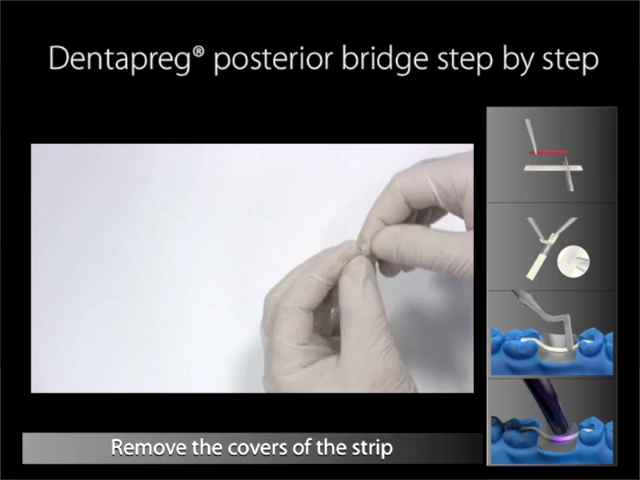 Dentapreg® posterior bridge step by step
Remove the covers of the strip